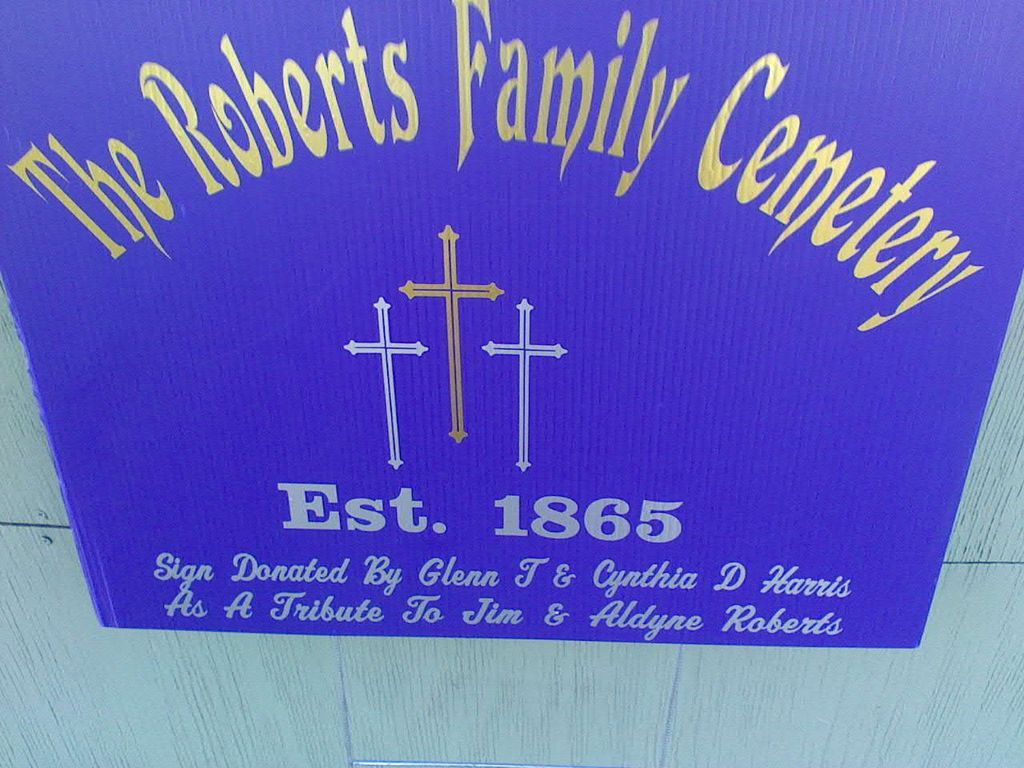 The Roberts Family Cemetery
Est. 1865
Sign Donated By Glenn T & Cynthia D Harris
As A Tribute To Jim & Aldyne Roberts